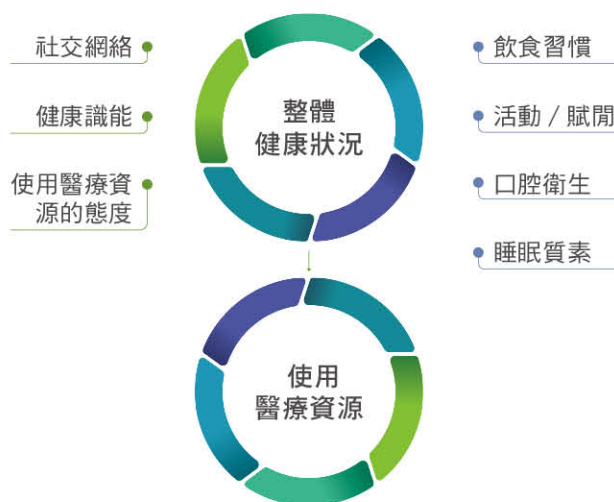 社交網絡
健康識能
使用醫療資
源的態度
整體
健康狀況
飲食習慣
活動 / 賦閒
口腔衛生
睡眠質素
使用
醫療資源